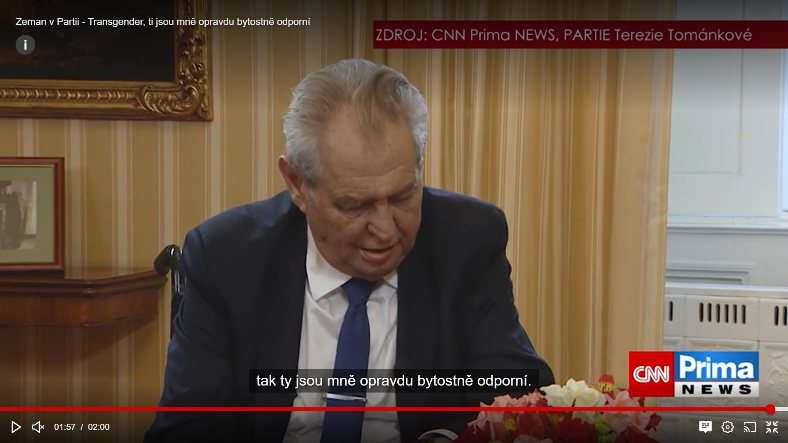 Zeman v Partii - Transgender, ti jsou mně opravdu bytostně odporní
ZDROJ: CNN Prima NEWS, PARTIE Terezie Tománkové
tak ty jsou mně opravdu bytostně odporní.
CNN Prima NEWS
01:57 / 02:00